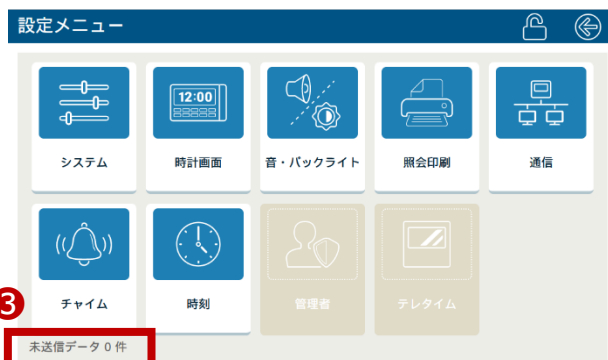 設定メニュー
12:00
システム
時計画面
音・バックライト
照会印刷
通信
チャイム
時刻
管理者
テレタイム
3
未送信データ 0 件